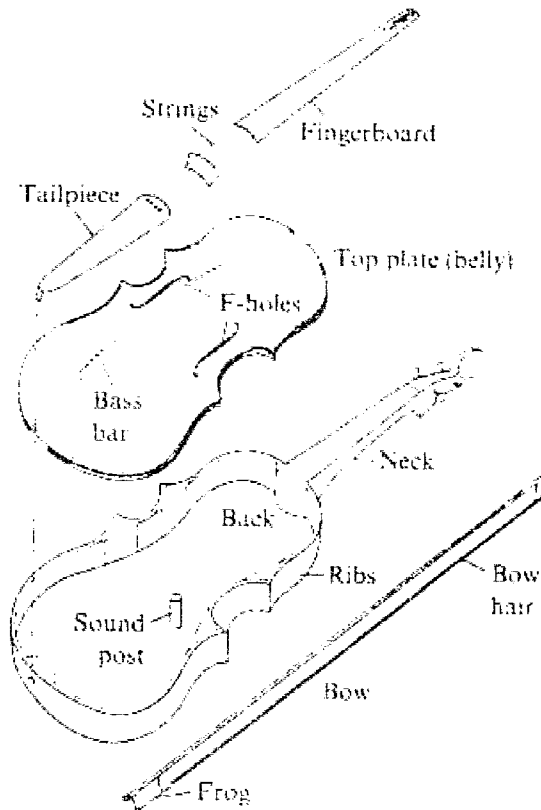 Strings
Fingerboard
Tailpiece
Top plate (belly)
F-holes
Bass
bar
Neck
Back
Ribs
Bow
hair
Sound
post
Bow
Frog